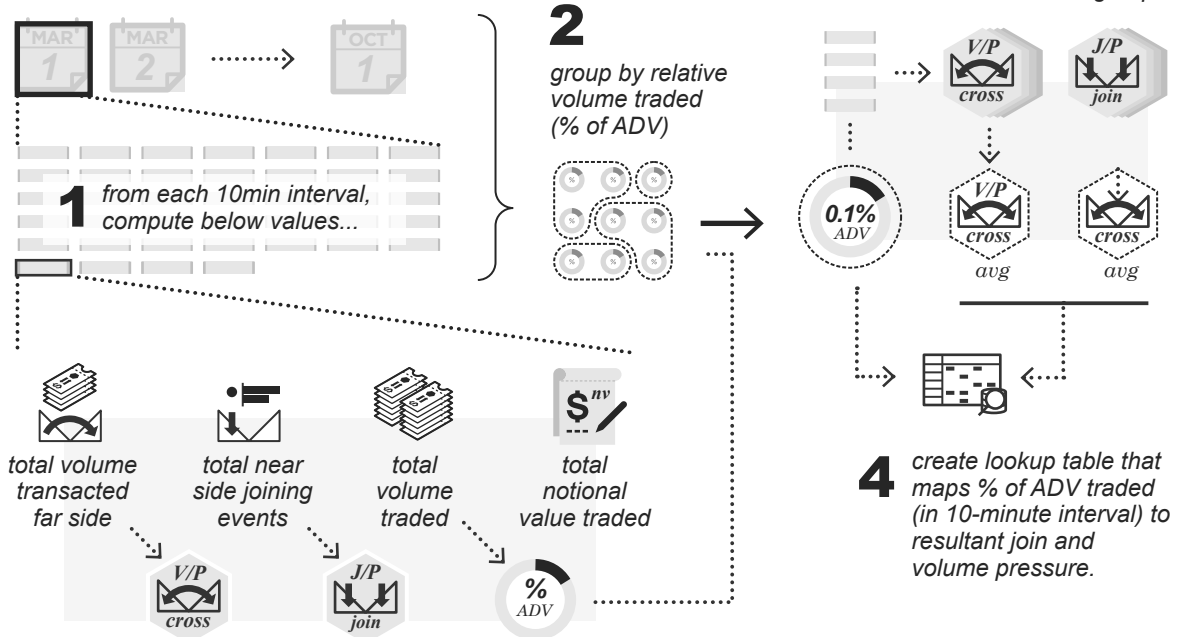 MAR
1
MAR
2
OCT
1
1
from each 10min interval,
compute below values...
2
group by relative
volume traded
(% of ADV)
%
%
%
%
%
%
%
%
%
V/P
cross
J/P
join
0.1%
ADV
V/P
cross
avg
cross
avg
4
create lookup table that
maps % of ADV traded
(in 10-minute interval) to
resultant join and
volume pressure.
$ nv
total volume
transacted
far side
total near
side joining
events
total
volume
traded
total
notional
value traded
V/P
cross
J/P
join
%
ADV